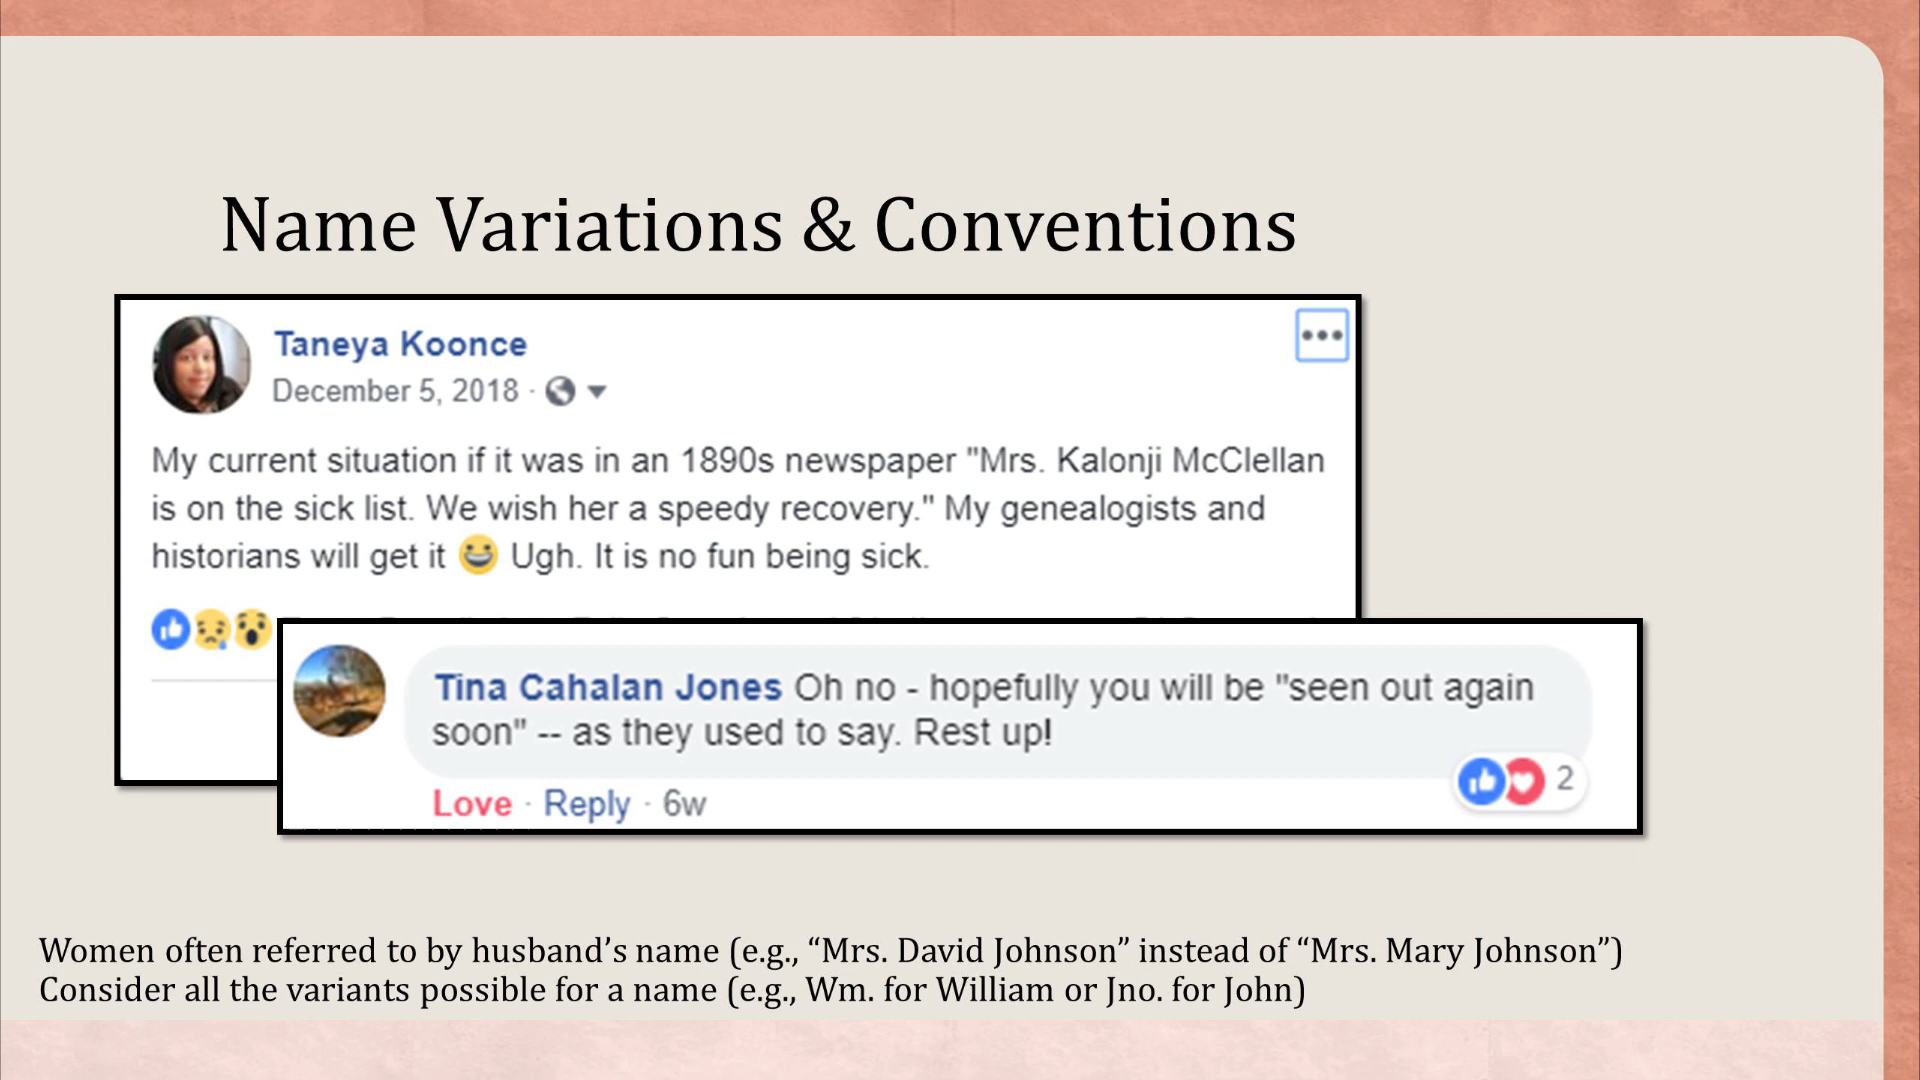 Name Variations & Conventions
Taneya Koonce
December 5, 2018 ·
My current situation if it was in an 1890s newspaper "Mrs. Kalonji McClellan
is on the sick list. We wish her a speedy recovery." My genealogists and
historians will get it 😀 Ugh. It is no fun being sick.
Tina Cahalan Jones Oh no - hopefully you will be "seen out again
soon" -- as they used to say. Rest up!
2
Love · Reply · 6w
Women often referred to by husband’s name (e.g., “Mrs. David Johnson” instead of “Mrs. Mary Johnson”)
Consider all the variants possible for a name (e.g., Wm. for William or Jno. for John)